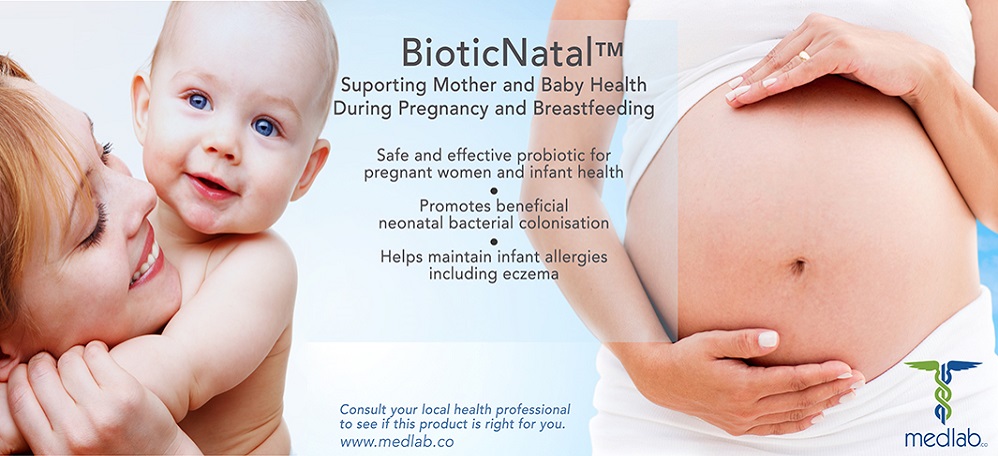 BioticNatal™
Suporting Mother and Baby Health
During Pregnancy and Breastfeeding
Safe and effective probiotic for
pregnant women and infant health
•
Promotes beneficial
neonatal bacterial colonisation
•
Helps maintain infant allergies
including eczema
Consult your local health professional
to see if this product is right for you.
www.medlab.co
medlab.co